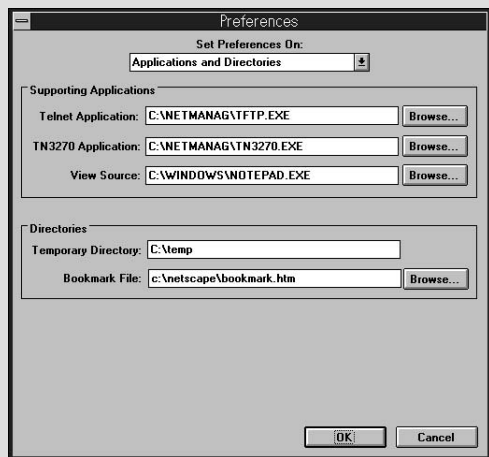 Preferences
Set Preferences On:
Applications and Directories
Supporting Applications
Telnet Application: C:\NETMANAG\TFTP.EXE Browse...
TN3270 Application: C:\NETMANAG\TN3270.EXE Browse...
View Source: C:\WINDOWS\NOTEPAD.EXE Browse...
Directories
Temporary Directory: C:\temp
Bookmark File: c:\netscape\bookmark.htm Browse...
OK Cancel